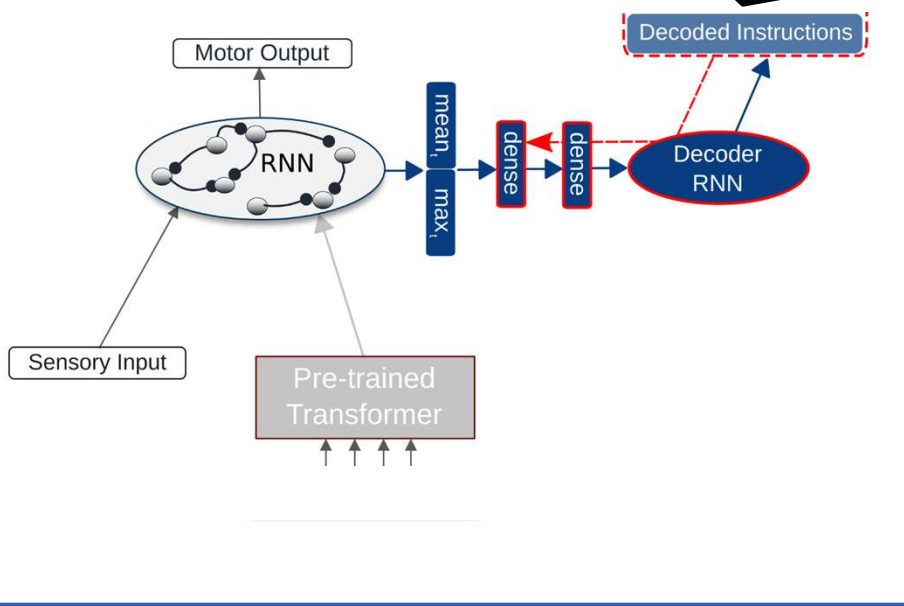 Decoded Instructions
Motor Output
RNN
mean,
max,
dense
dense
Decoder
RNN
Sensory Input
Pre-trained
Transformer